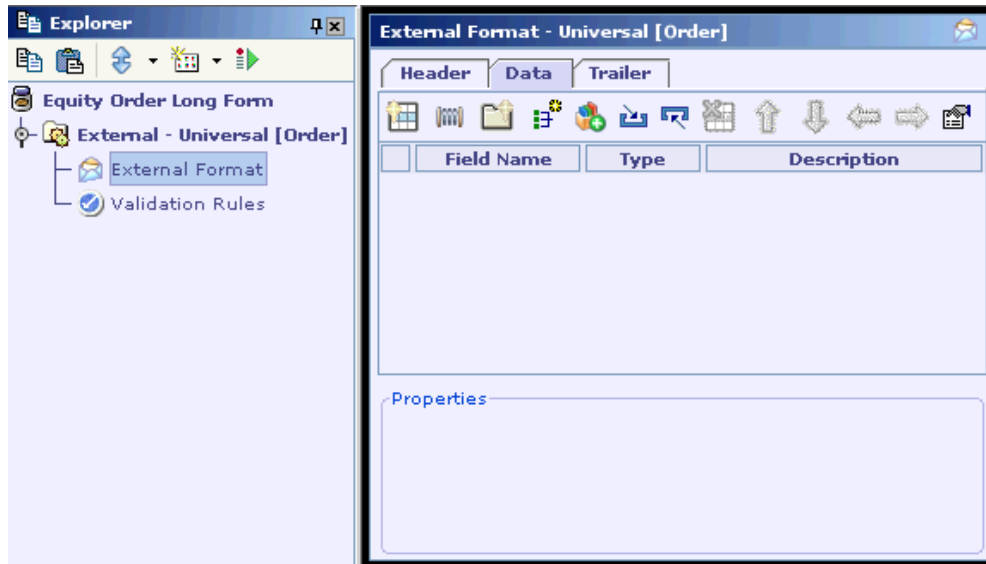 Explorer
Equity Order Long Form
External - Universal [Order]
External Format
Validation Rules
External Format - Universal [Order]
Header Data Trailer
Field Name Type Description
Properties